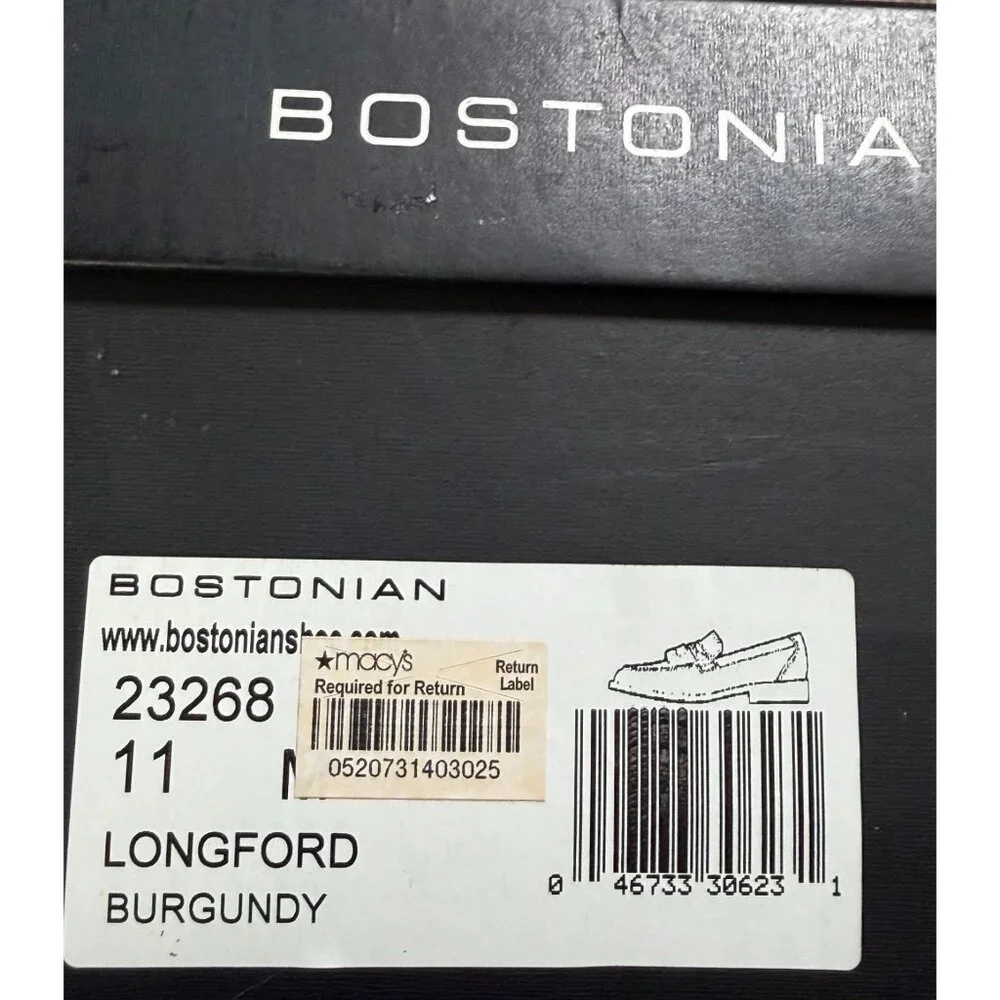 BOSTONIA
BOSTONIAN
23268
11
LONGFORD
BURGUNDY
★macy's
Return
Required for Return
Label
0520731403025
0 46733 30623 1